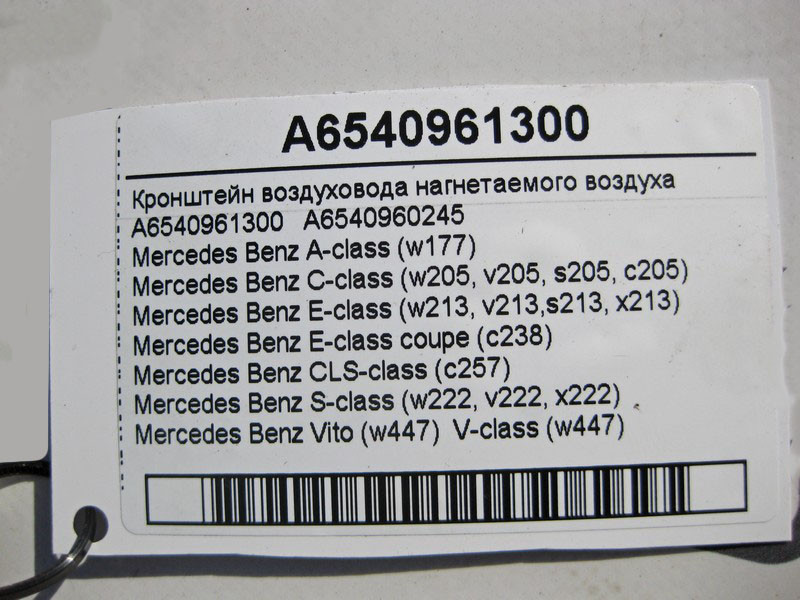 A6540961300
Кронштейн воздуховода нагнетаемого воздуха
A6540961300 A6540960245
Mercedes Benz A-class (w177)
Mercedes Benz C-class (w205, v205, s205, c205)
Mercedes Benz E-class (w213, v213,s213, x213)
Mercedes Benz E-class coupe (c238)
Mercedes Benz CLS-class (c257)
Mercedes Benz S-class (w222, v222, x222)
Mercedes Benz Vito (w447) V-class (w447)